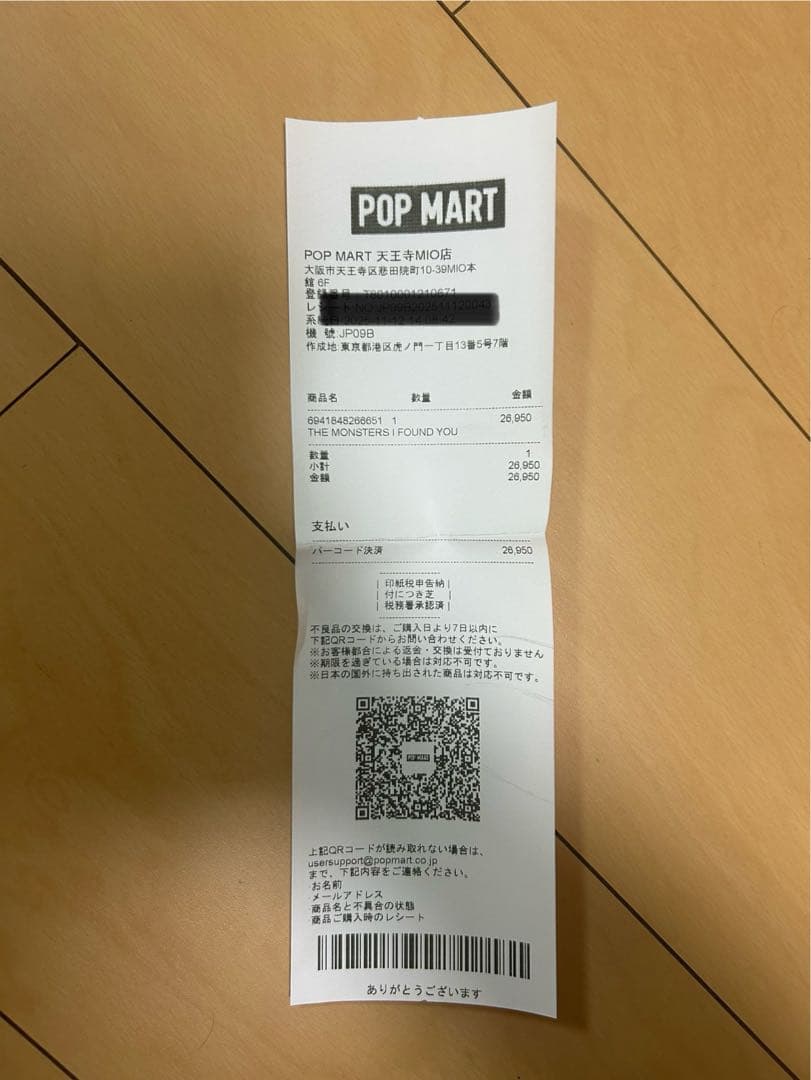 POP MART
POP MART 天王寺MIO店
大阪市天王寺区悲田院町10-39MIO本
館 6F
登録番号
機 號:JP09B
作成地:東京都港区虎ノ門一丁目13番5号7階
商品名 数量 金額
6941848266651 1 26,950
THE MONSTERS I FOUND YOU
数量 1
小計 26,950
金額 26,950
支払い
バーコード決済 26,950
印紙税申告納
付につき芝
税務署承認済
不良品の交換は、ご購入日より7日以内に
下記QRコードからお問い合わせください。
※お客様都合による返金・交換は受付ておりません
※期限を過ぎている場合は対応不可です。
※日本の国外に持ち出された商品は対応不可です。
POP MART
上記QRコードが読み取れない場合は、
usersupport@popmart.co.jp
まで、下記内容をご連絡ください。
お名前
メールアドレス
商品名と不具合の状態
商品ご購入時のレシート
ありがとうございます